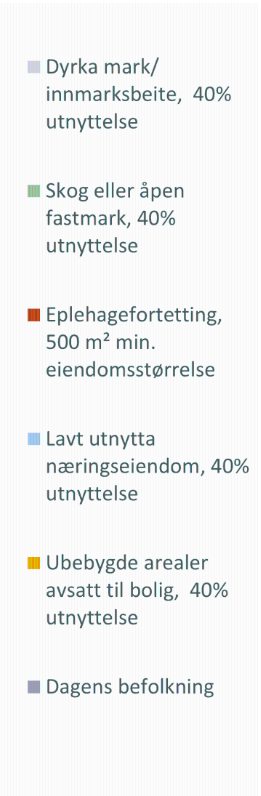 Dyrka mark/
innmarksbeite,  40%
utnyttelse
Skog eller åpen
fastmark, 40%
utnyttelse
Eplehagefortetting,
500 m² min.
eiendomsstørrelse
Lavt utnytta
næringseiendom, 40%
utnyttelse
Ubebygde arealer
avsatt til bolig,  40%
utnyttelse
Dagens befolkning